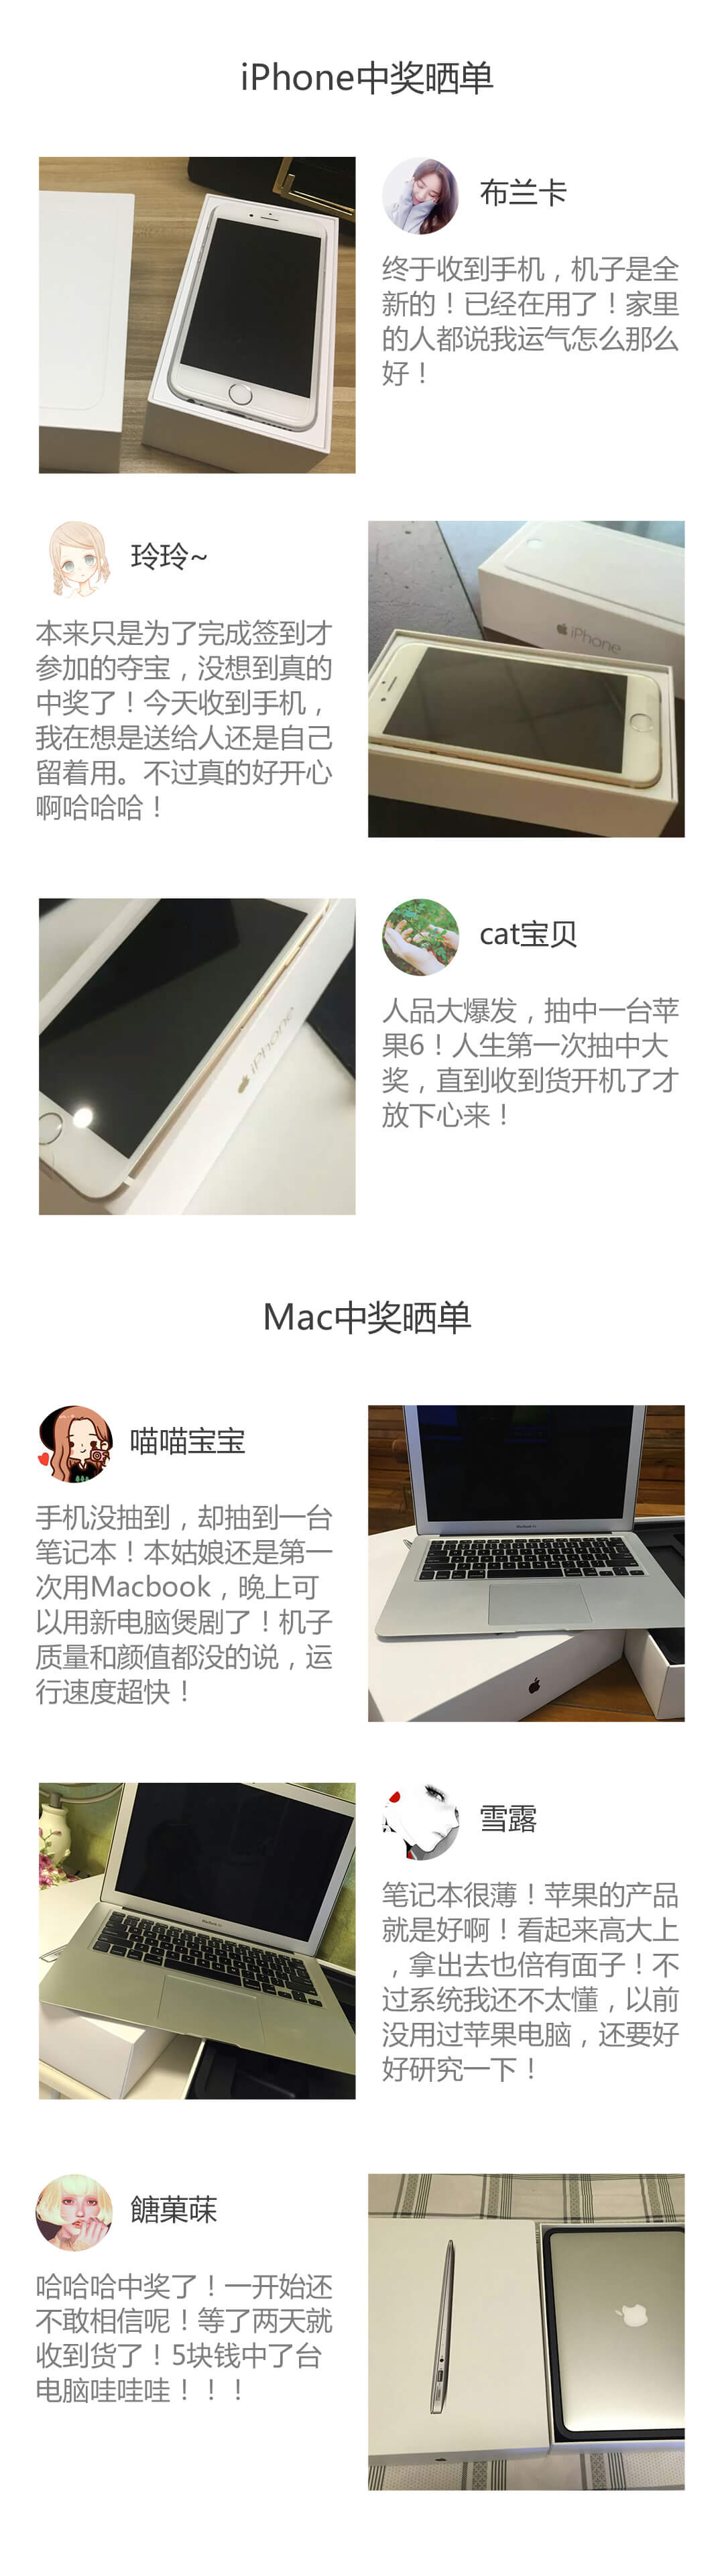 iPhone中奖晒单
布兰卡
终于收到手机，机子是全
新的！已经在用了！家里
的人都说我运气怎么那么
好！
玲玲~
本来只是为了完成签到才
参加的夺宝，没想到真的
中奖了！今天收到手机，
我在想是送给人还是自己
留着用。不过真的好开心
啊哈哈哈！
iPhone
cat宝贝
人品大爆发，抽中一台苹
果6！人生第一次抽中大
奖，直到收到货开机了才
放下心来！
iPhone
Mac中奖晒单
喵喵宝宝
手机没抽到，却抽到一台
笔记本！本姑娘还是第一
次用Macbook，晚上可
以用新电脑煲剧了！机子
质量和颜值都没的说，运
行速度超快！
MacBook Air
雪露
笔记本很薄！苹果的产品
就是好啊！看起来高大上
，拿出去也倍有面子！不
过系统我还不太懂，以前
没用过苹果电脑，还要好
好研究一下！
MacBook Air
哈哈哈中奖了！一开始还
不敢相信呢！等了两天就
收到货了！5块钱中了台
电脑哇哇哇！！！